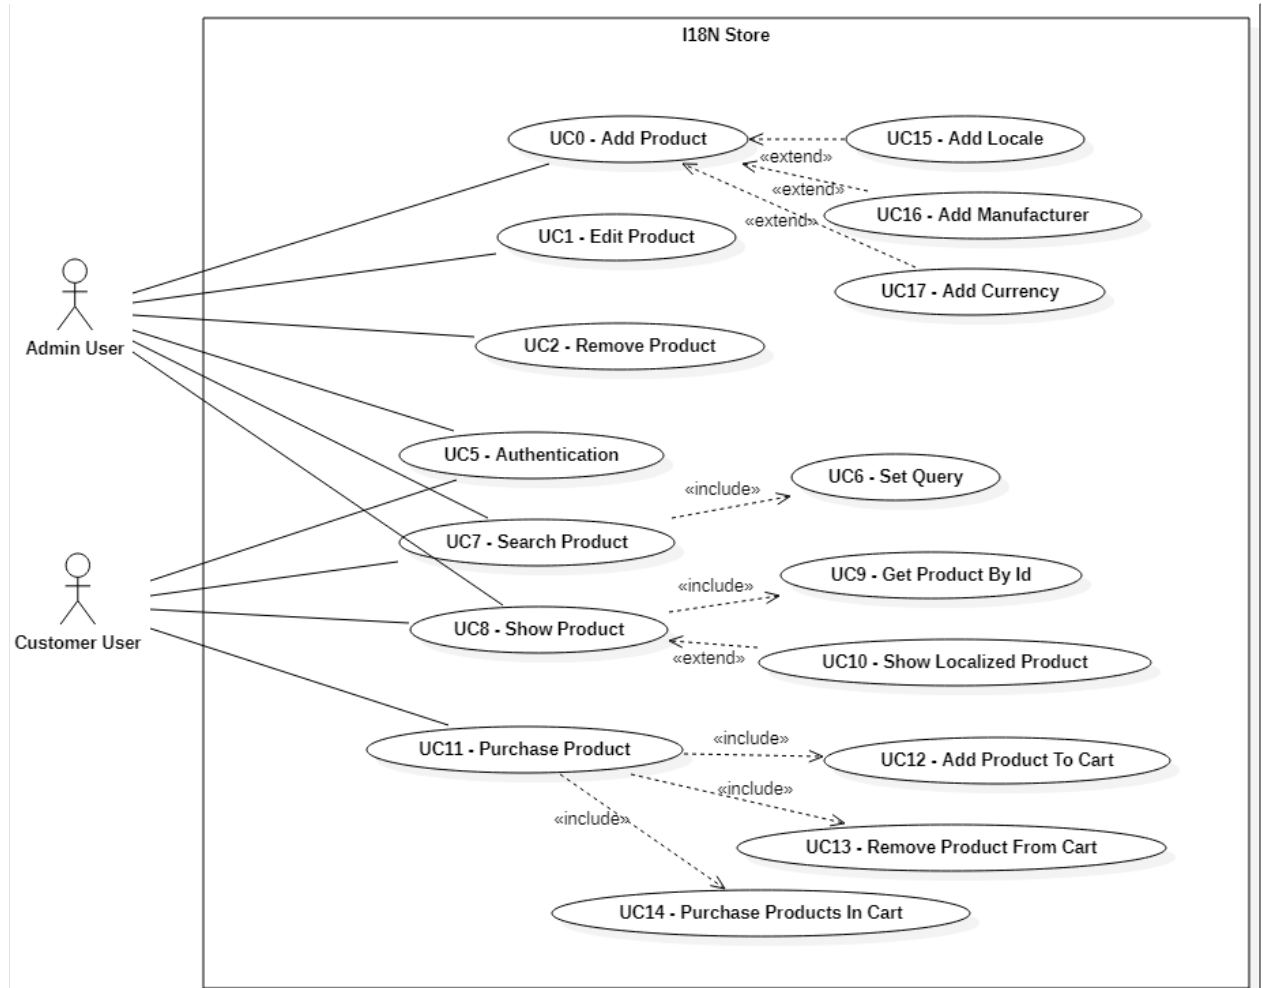 I18N Store
UC0 - Add Product
UC15 - Add Locale
«extend»
UC16 - Add Manufacturer
«extend»
«extend»
UC1 - Edit Product
UC17 - Add Currency
Admin User
UC2 - Remove Product
UC5 - Authentication
UC6 - Set Query
«include»
UC7 - Search Product
UC9 - Get Product By Id
«include»
Customer User
UC8 - Show Product
«extend»
UC10 - Show Localized Product
UC11 - Purchase Product
«include»
UC12 - Add Product To Cart
«include»
«include»
UC13 - Remove Product From Cart
UC14 - Purchase Products In Cart